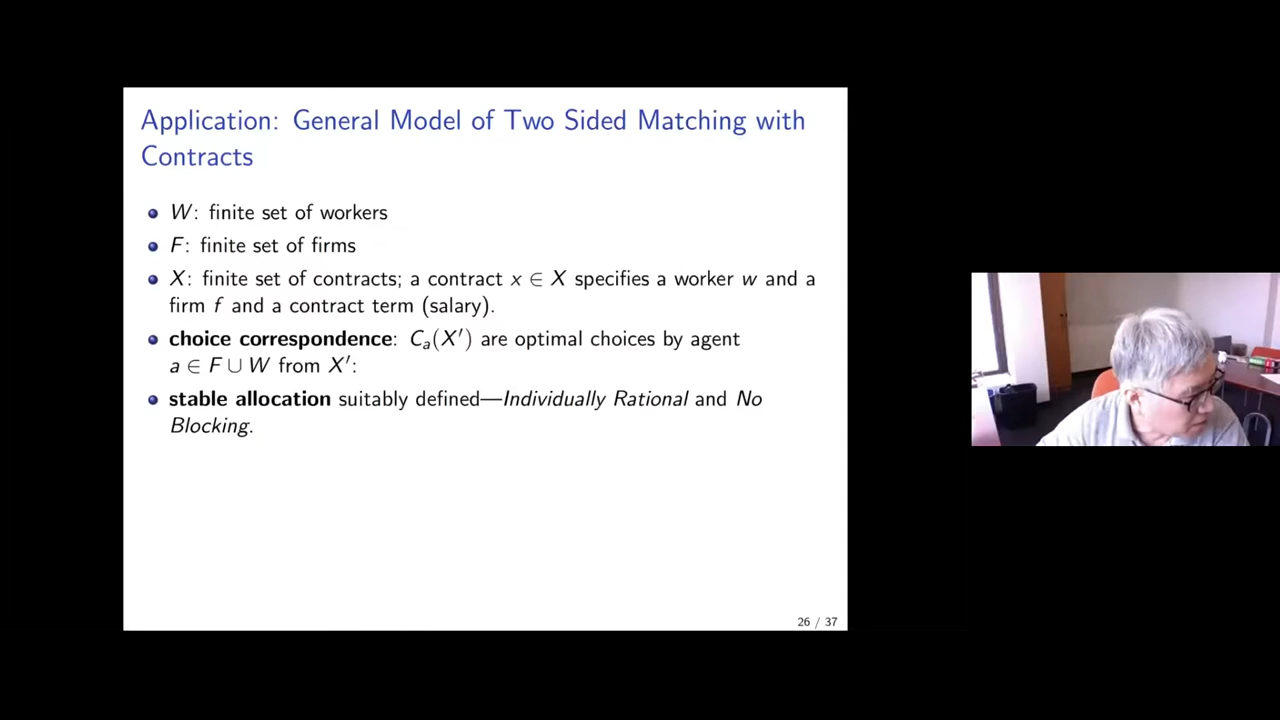 Application: General Model of Two Sided Matching with
Contracts
W: finite set of workers
F: finite set of firms
X: finite set of contracts; a contract x ∈ X specifies a worker w and a
firm f and a contract term (salary).
choice correspondence: Cₐ(X′) are optimal choices by agent
a ∈ F ∪ W from X′:
stable allocation suitably defined—Individually Rational and No
Blocking.
26 / 37